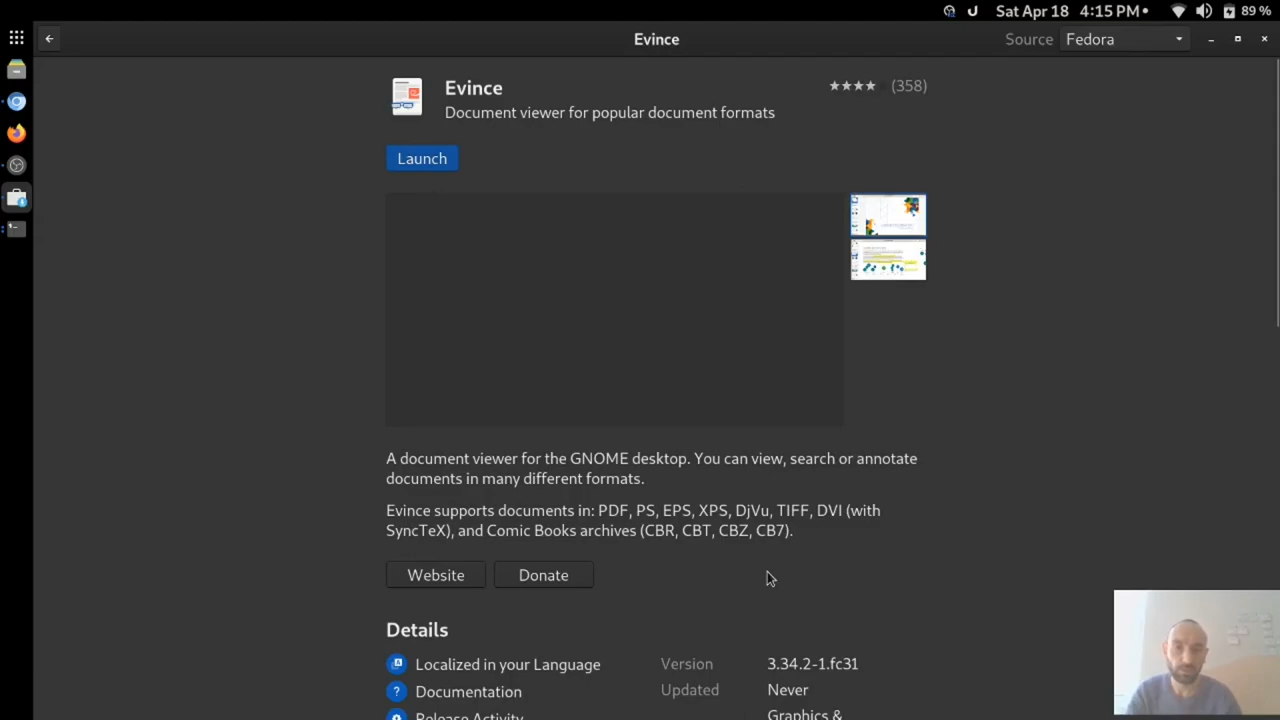 Sat Apr 18 4:15 PM
89 %
Evince
Source Fedora
Evince
(358)
Document viewer for popular document formats
Launch
A document viewer for the GNOME desktop. You can view, search or annotate
documents in many different formats.
Evince supports documents in: PDF, PS, EPS, XPS, DjVu, TIFF, DVI (with
SyncTeX), and Comic Books archives (CBR, CBT, CBZ, CB7).
Website
Donate
Details
Localized in your Language
Version 3.34.2-1.fc31
Documentation
Updated Never
Release Activity
Graphics &